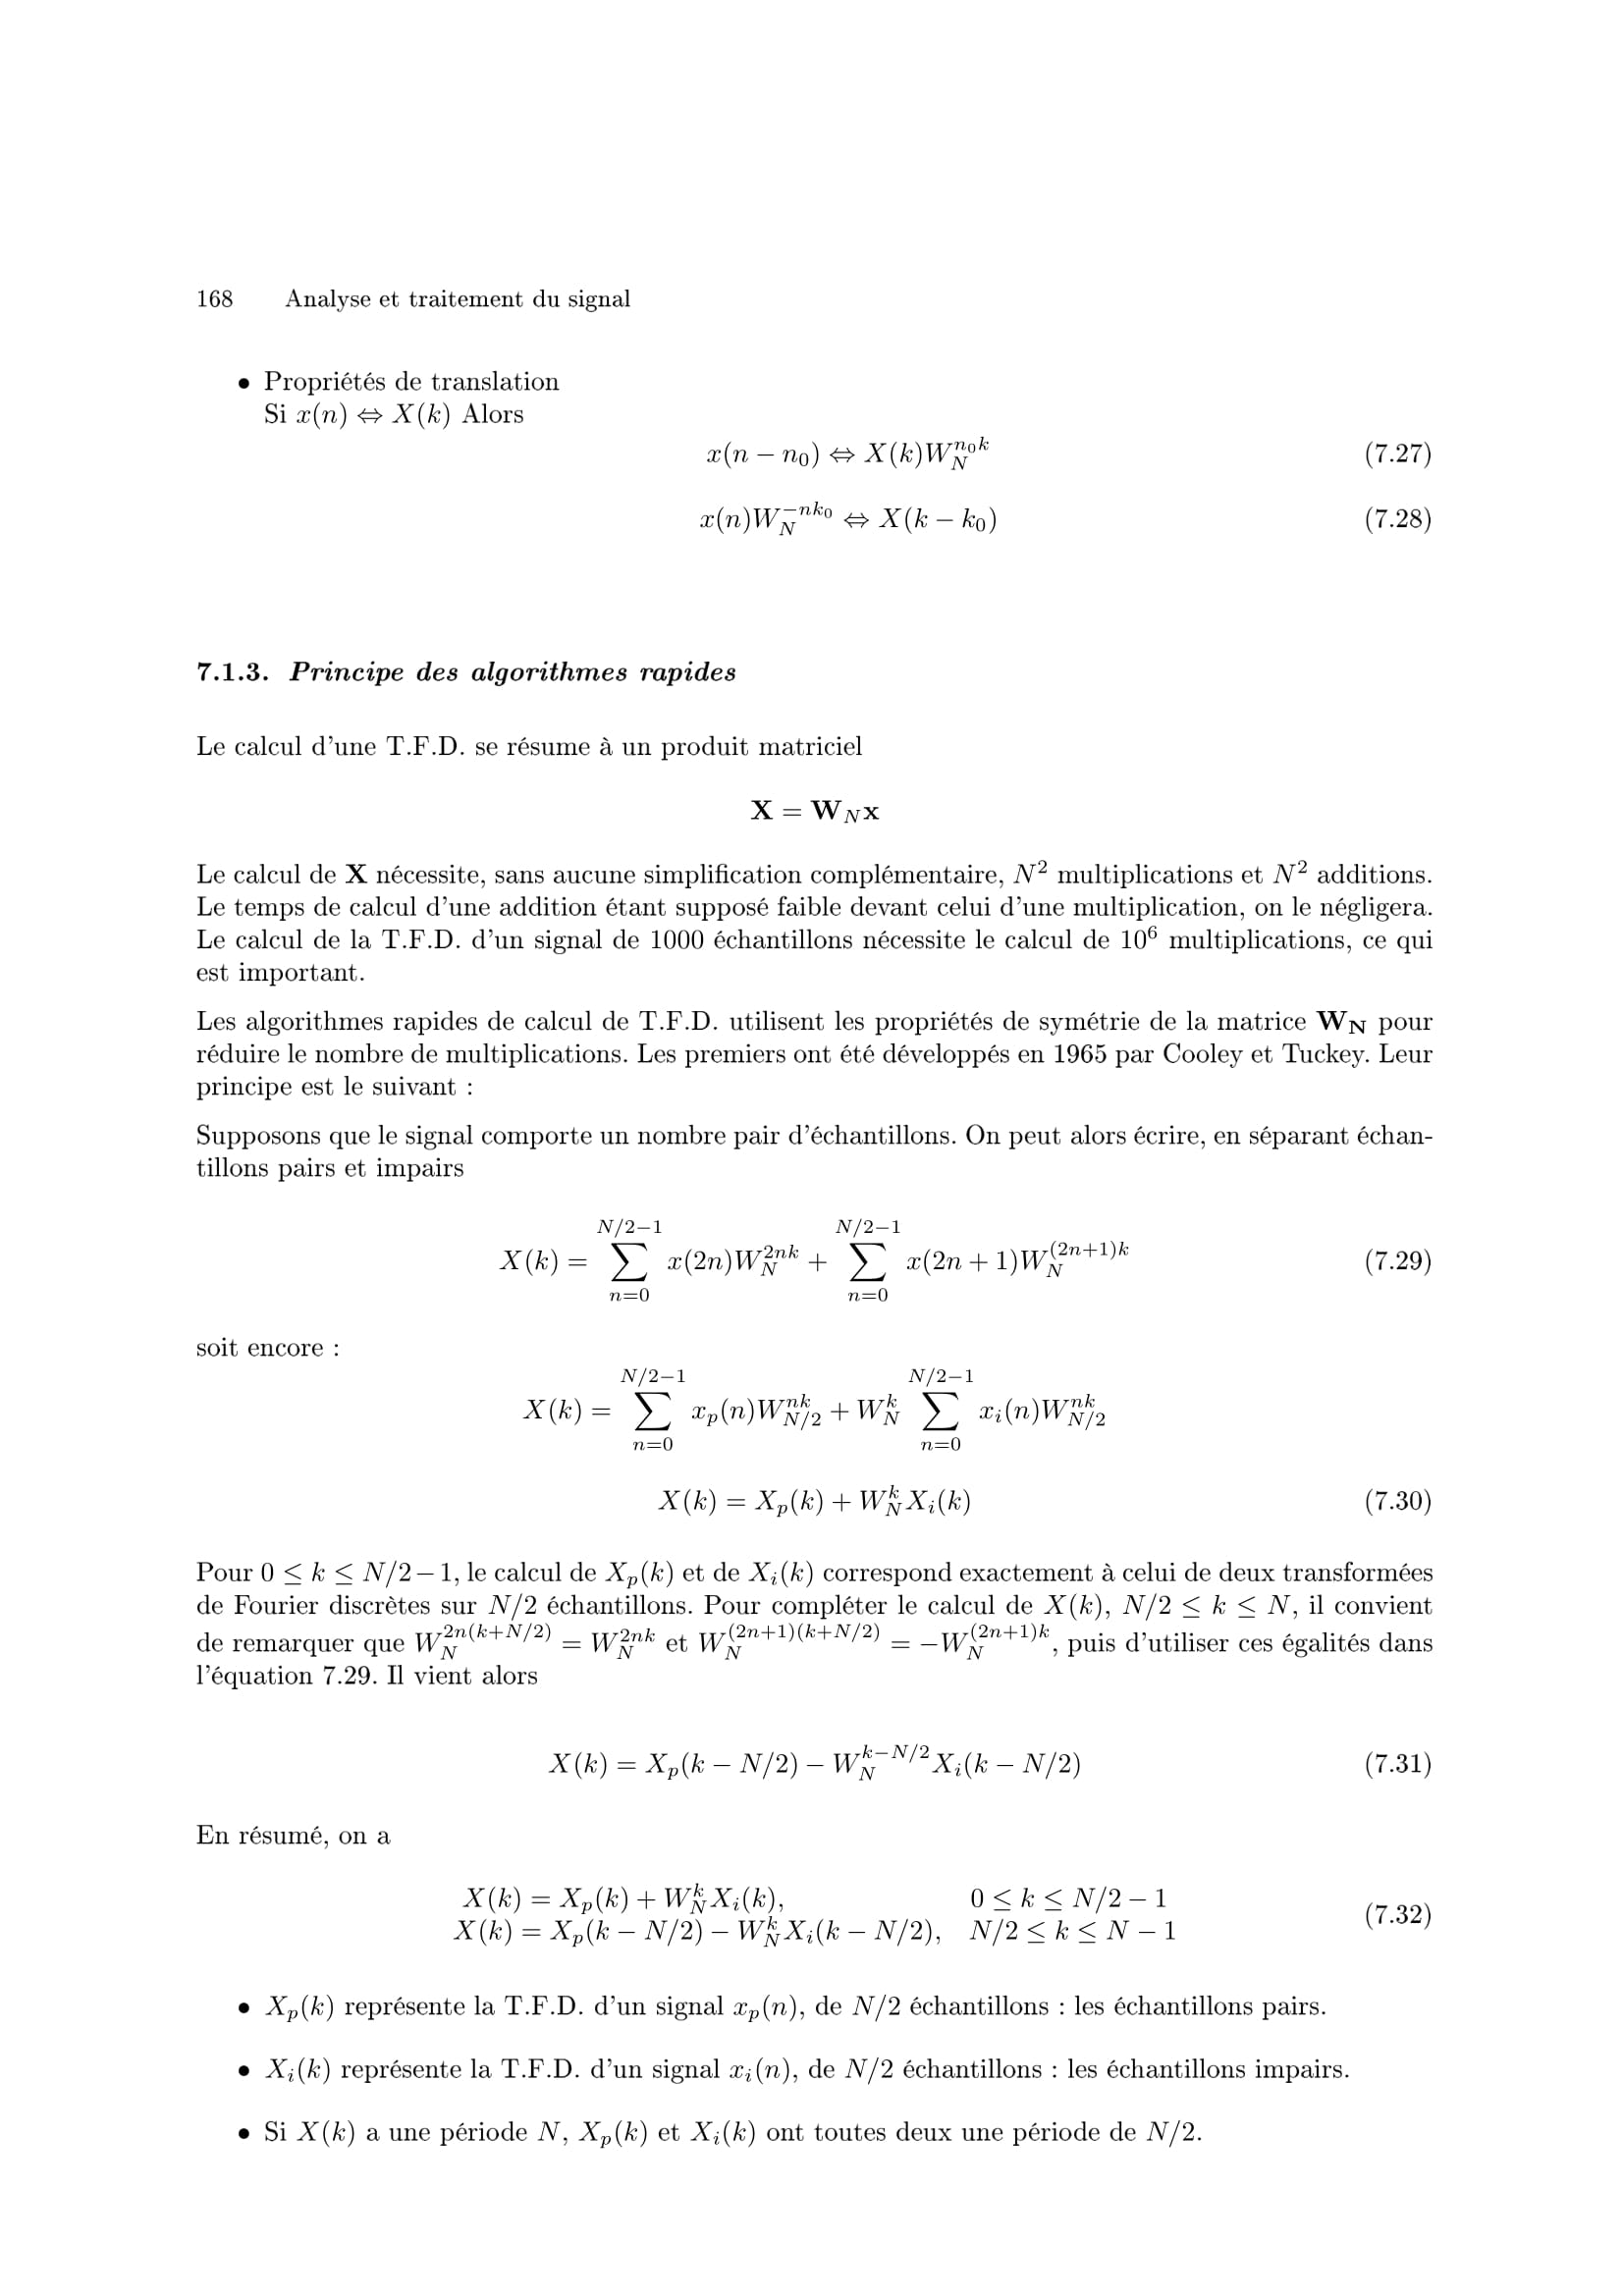 168 Analyse et traitement du signal
• Propriétés de translation
Si $x(n) \Leftrightarrow X(k)$ Alors
$x(n - n_0) \Leftrightarrow X(k)W_N^{n_0 k}$ (7.27)
$x(n)W_N^{-nk_0} \Leftrightarrow X(k - k_0)$ (7.28)
7.1.3. Principe des algorithmes rapides
Le calcul d'une T.F.D. se résume à un produit matriciel
$\mathbf{X} = \mathbf{W}_N \mathbf{x}$
Le calcul de $\mathbf{X}$ nécessite, sans aucune simplification complémentaire, $N^2$ multiplications et $N^2$ additions.
Le temps de calcul d'une addition étant supposé faible devant celui d'une multiplication, on le négligera.
Le calcul de la T.F.D. d'un signal de 1000 échantillons nécessite le calcul de $10^6$ multiplications, ce qui
est important.
Les algorithmes rapides de calcul de T.F.D. utilisent les propriétés de symétrie de la matrice $\mathbf{W_N}$ pour
réduire le nombre de multiplications. Les premiers ont été développés en 1965 par Cooley et Tuckey. Leur
principe est le suivant :
Supposons que le signal comporte un nombre pair d'échantillons. On peut alors écrire, en séparant échan-
tillons pairs et impairs
$X(k) = \sum_{n=0}^{N/2-1} x(2n)W_N^{2nk} + \sum_{n=0}^{N/2-1} x(2n+1)W_N^{(2n+1)k}$ (7.29)
soit encore :
$X(k) = \sum_{n=0}^{N/2-1} x_p(n)W_{N/2}^{nk} + W_N^k \sum_{n=0}^{N/2-1} x_i(n)W_{N/2}^{nk}$
$X(k) = X_p(k) + W_N^k X_i(k)$ (7.30)
Pour $0 \leq k \leq N/2-1$, le calcul de $X_p(k)$ et de $X_i(k)$ correspond exactement à celui de deux transformées
de Fourier discrètes sur $N/2$ échantillons. Pour compléter le calcul de $X(k)$, $N/2 \leq k \leq N$, il convient
de remarquer que $W_N^{2n(k+N/2)} = W_N^{2nk}$ et $W_N^{(2n+1)(k+N/2)} = -W_N^{(2n+1)k}$, puis d'utiliser ces égalités dans
l'équation 7.29. Il vient alors
$X(k) = X_p(k - N/2) - W_N^{k-N/2} X_i(k - N/2)$ (7.31)
En résumé, on a
$X(k) = X_p(k) + W_N^k X_i(k), \quad 0 \leq k \leq N/2 - 1$
$X(k) = X_p(k - N/2) - W_N^k X_i(k - N/2), \quad N/2 \leq k \leq N - 1$ (7.32)
• $X_p(k)$ représente la T.F.D. d'un signal $x_p(n)$, de $N/2$ échantillons : les échantillons pairs.
• $X_i(k)$ représente la T.F.D. d'un signal $x_i(n)$, de $N/2$ échantillons : les échantillons impairs.
• Si $X(k)$ a une période $N$, $X_p(k)$ et $X_i(k)$ ont toutes deux une période de $N/2$.